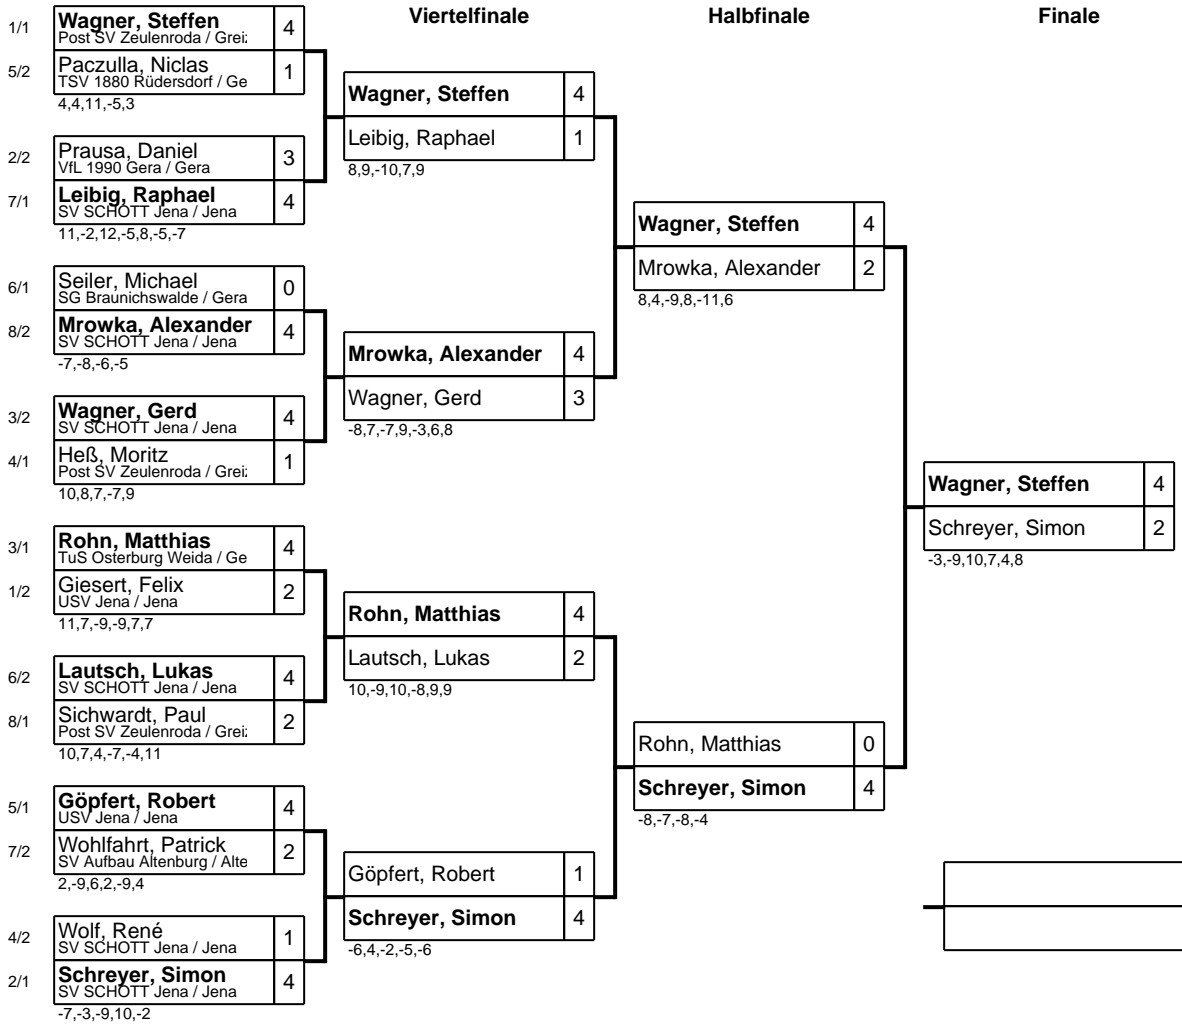 Viertelfinale
Halbfinale
Finale
1/1 Wagner, Steffen 4
Post SV Zeulenroda / Greiz
5/2 Paczulla, Niclas 1
TSV 1880 Rüdersdorf / Ge
4,4,11,-5,3
2/2 Prausa, Daniel 3
VfL 1990 Gera / Gera
7/1 Leibig, Raphael 4
SV SCHOTT Jena / Jena
11,-2,12,-5,8,-5,-7
6/1 Seiler, Michael 0
SG Braunichswalde / Gera
8/2 Mrowka, Alexander 4
SV SCHOTT Jena / Jena
-7,-8,-6,-5
3/2 Wagner, Gerd 4
SV SCHOTT Jena / Jena
4/1 Heß, Moritz 1
Post SV Zeulenroda / Greiz
10,8,7,-7,9
3/1 Rohn, Matthias 4
TuS Osterburg Weida / Ge
1/2 Giesert, Felix 2
USV Jena / Jena
11,7,-9,-9,7,7
6/2 Lautsch, Lukas 4
SV SCHOTT Jena / Jena
8/1 Sichwardt, Paul 2
Post SV Zeulenroda / Greiz
10,7,4,-7,-4,11
5/1 Göpfert, Robert 4
USV Jena / Jena
7/2 Wohlfahrt, Patrick 2
SV Aufbau Altenburg / Alte
2,-9,6,2,-9,4
4/2 Wolf, René 1
SV SCHOTT Jena / Jena
2/1 Schreyer, Simon 4
SV SCHOTT Jena / Jena
-7,-3,-9,10,-2
Wagner, Steffen 4
Leibig, Raphael 1
8,9,-10,7,9
Mrowka, Alexander 4
Wagner, Gerd 3
-8,7,-7,9,-3,6,8
Rohn, Matthias 4
Lautsch, Lukas 2
10,-9,10,-8,9,9
Göpfert, Robert 1
Schreyer, Simon 4
-6,4,-2,-5,-6
Wagner, Steffen 4
Mrowka, Alexander 2
8,4,-9,8,-11,6
Rohn, Matthias 0
Schreyer, Simon 4
-8,-7,-8,-4
Wagner, Steffen 4
Schreyer, Simon 2
-3,-9,10,7,4,8